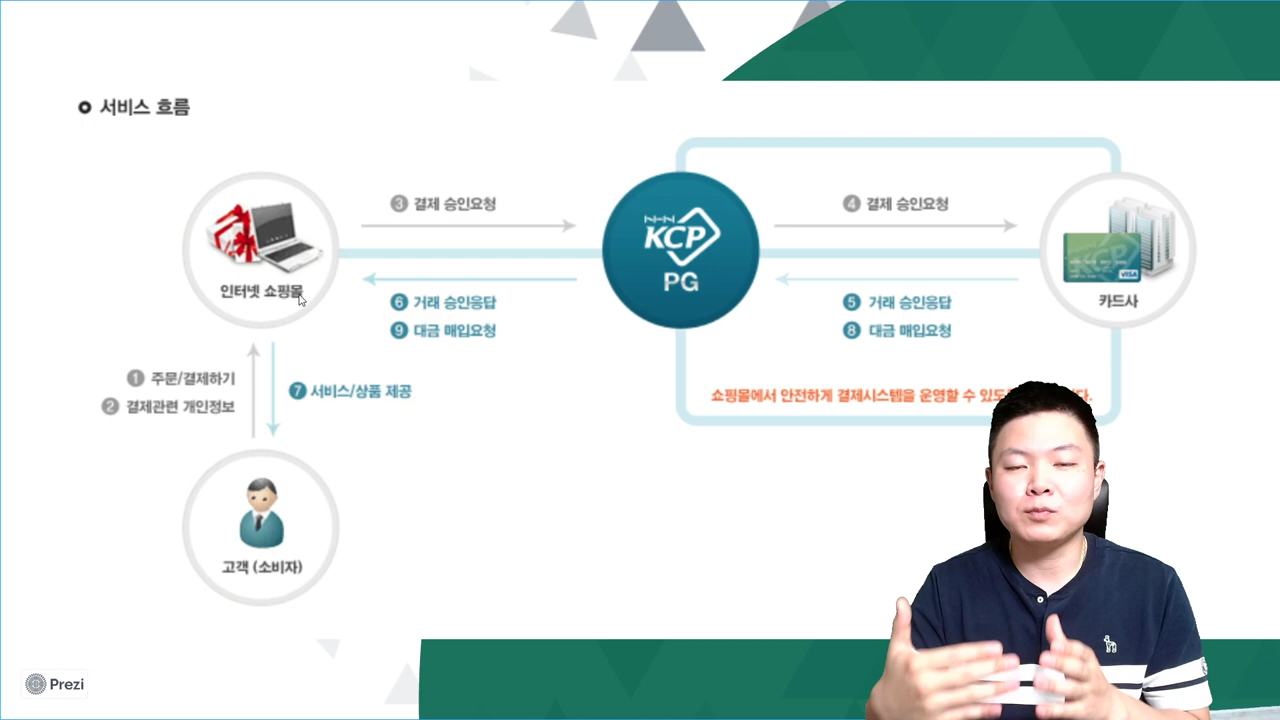 서비스 흐름
3 결제 승인요청
4 결제 승인요청
NHN
KCP
PG
VISA
인터넷 쇼핑몰
카드사
6 거래 승인응답
5 거래 승인응답
9 대금 매입요청
8 대금 매입요청
1 주문/결제하기
2 결제관련 개인정보
7 서비스/상품 제공
쇼핑몰에서 안전하게 결제시스템을 운영할 수 있도 다.
고객 (소비자)
Prezi